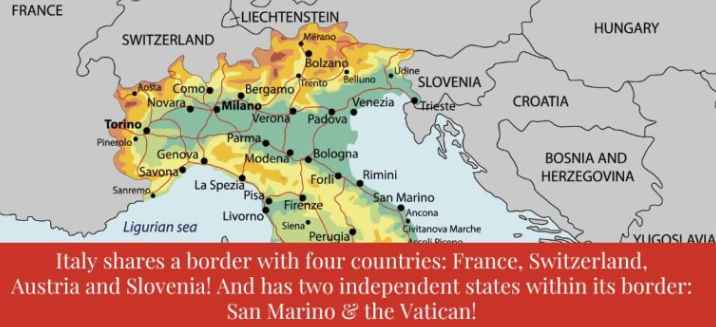 FRANCE
LIECHTENSTEIN
HUNGARY
SWITZERLAND
Merano
Bolzano
Trento
Belluno
Udine
SLOVENIA
Aosta
Como
Bergamo
Novara
Milano
Verona
Padova
Venezia
Trieste
CROATIA
Torino
Pinerolo
Parma
Genova
Modena
Bologna
BOSNIA AND
HERZEGOVINA
Savona
Forlì
Rimini
Sanremo
La Spezia
Pisa
Firenze
San Marino
Livorno
Ancona
Ligurian sea
Siena
Civitanova Marche
Perugia
Ascoli Piceno
YUGOSLAVIA
Italy shares a border with four countries: France, Switzerland,
Austria and Slovenia! And has two independent states within its border:
San Marino & the Vatican!